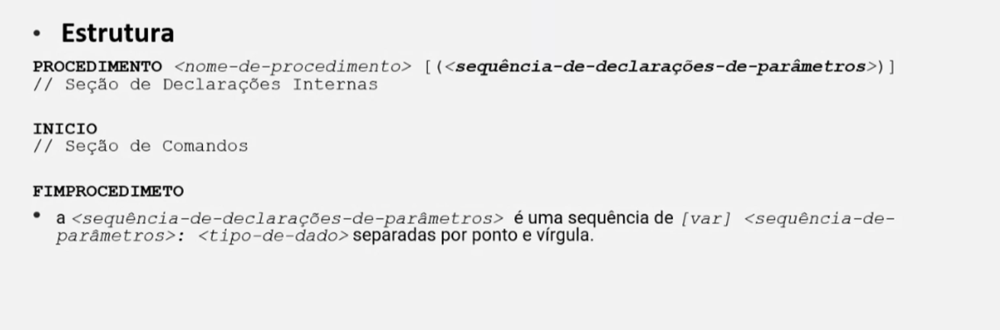 • Estrutura
PROCEDIMENTO <nome-de-procedimento> [(<sequência-de-declarações-de-parâmetros>)]
// Seção de Declarações Internas
INICIO
// Seção de Comandos
FIMPROCEDIMETO
• a <sequência-de-declarações-de-parâmetros> é uma sequência de [var] <sequência-de-
parâmetros>: <tipo-de-dado> separadas por ponto e vírgula.